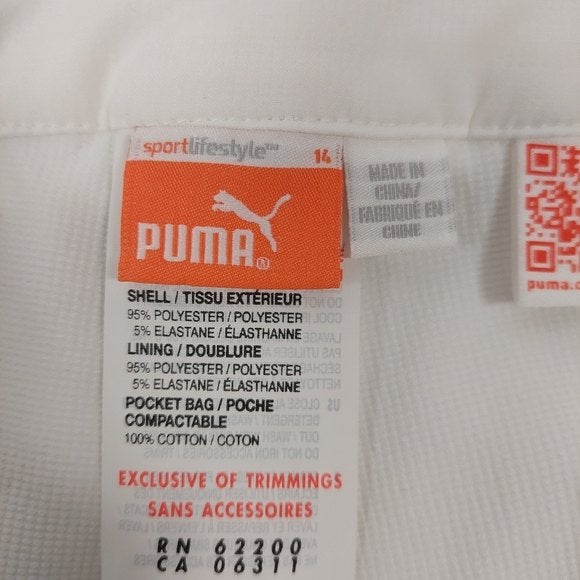 sportlifestyle™ 14
PUMA®
MADE IN
CHINA/
FABRIQUÉ EN
CHINE
puma.c
SHELL / TISSU EXTÉRIEUR
95% POLYESTER / POLYESTER
5% ELASTANE / ÉLASTHANNE
LINING / DOUBLURE
95% POLYESTER / POLYESTER
5% ELASTANE / ÉLASTHANNE
POCKET BAG / POCHE
COMPACTABLE
100% COTTON / COTON
EXCLUSIVE OF TRIMMINGS
SANS ACCESSOIRES
RN 62200
CA 06311